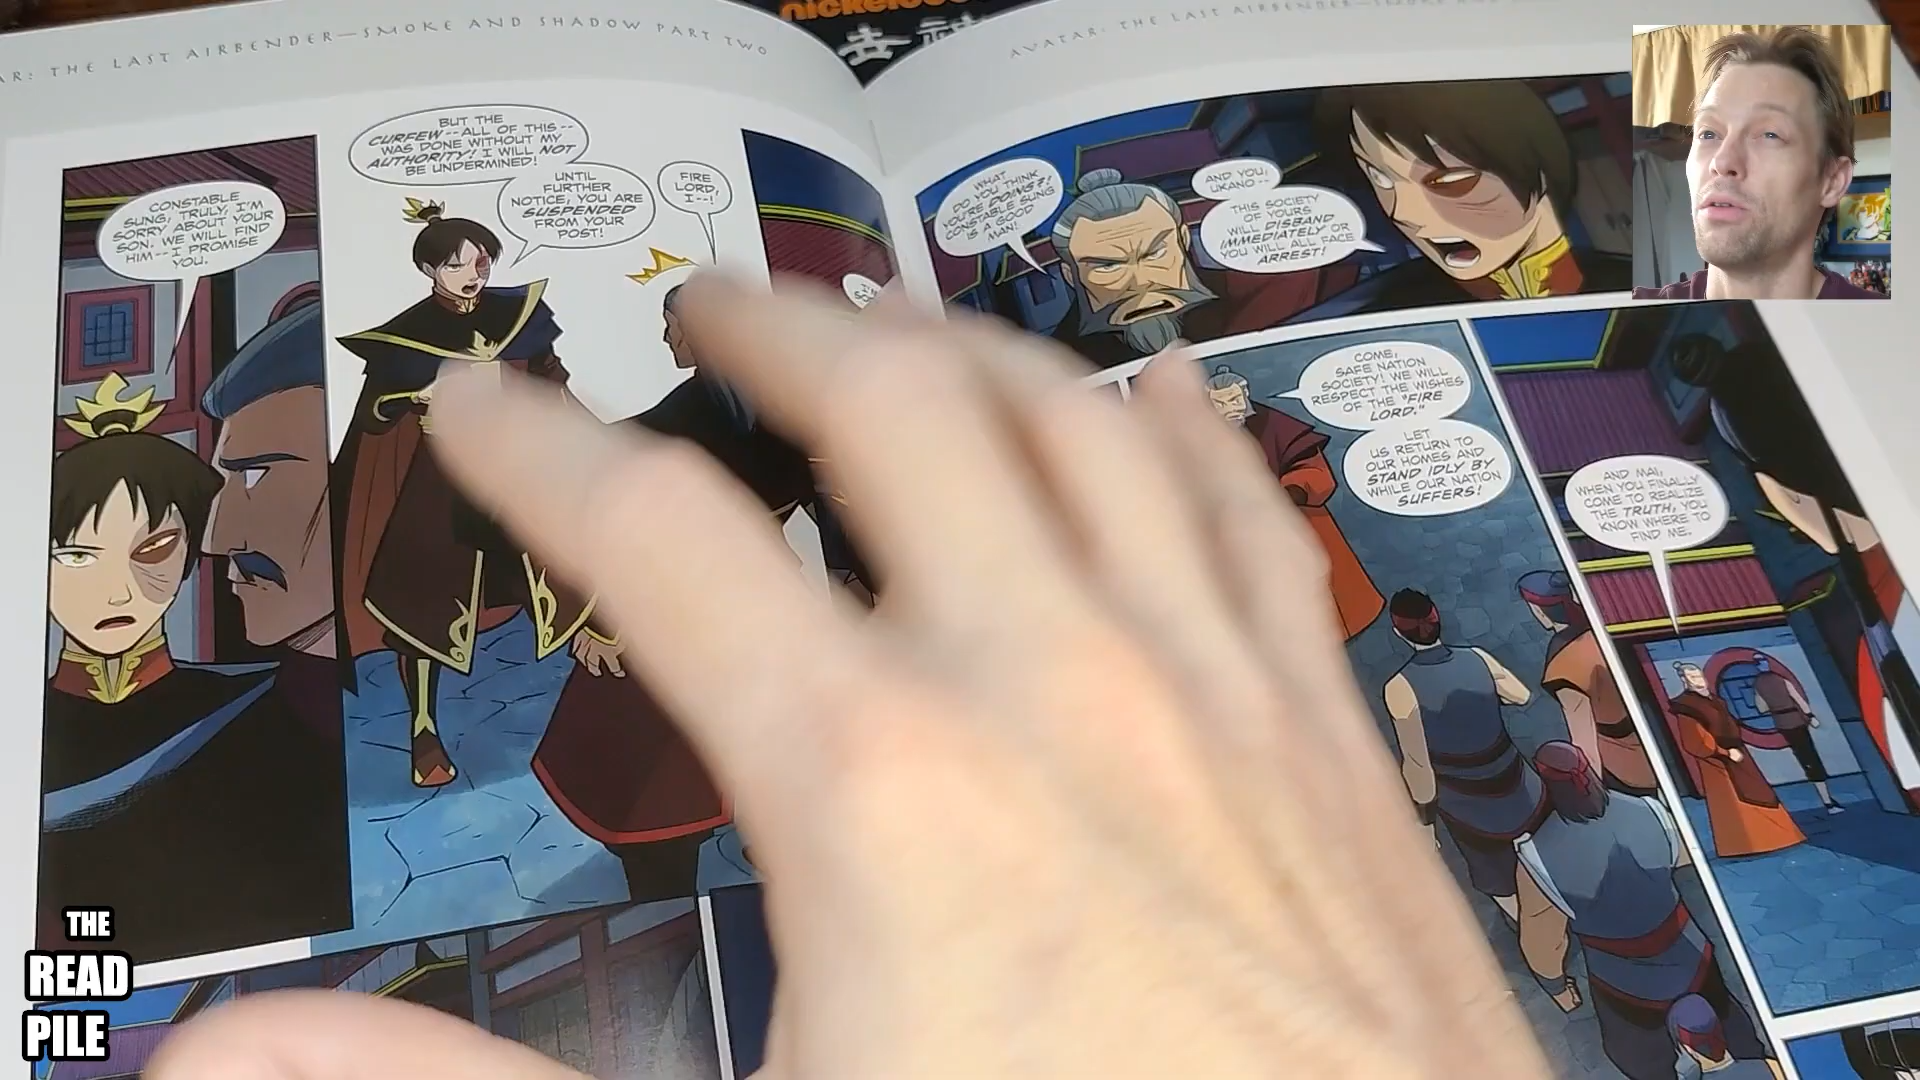 nickelodeon
AR: THE LAST AIRBENDER—SMOKE AND SHADOW PART TWO
AVATAR: THE LAST AIRBENDER—SMOKE AND
CONSTABLE
SUNG, TRULY, I'M
SORRY ABOUT YOUR
SON. WE WILL FIND
HIM--I PROMISE
YOU.
BUT THE
CURFEW--ALL OF THIS--
WAS DONE WITHOUT MY
AUTHORITY! I WILL NOT
BE UNDERMINED!
UNTIL
FURTHER
NOTICE, YOU ARE
SUSPENDED
FROM YOUR
POST!
FIRE
LORD,
I--!
I'M
WHAT
DO YOU THINK
YOU'RE DOING?!
CONSTABLE SUNG
IS A GOOD
MAN!
AND YOU,
UKANO--
THIS SOCIETY
OF YOURS
WILL DISBAND
IMMEDIATELY OR
YOU WILL ALL FACE
ARREST!
COME,
SAFE NATION
SOCIETY! WE WILL
RESPECT THE WISHES
OF THE "FIRE
LORD."
LET
US RETURN TO
OUR HOMES AND
STAND IDLY BY
WHILE OUR NATION
SUFFERS!
AND MAI,
WHEN YOU FINALLY
COME TO REALIZE
THE TRUTH, YOU
KNOW WHERE TO
FIND ME.
THE
READ
PILE